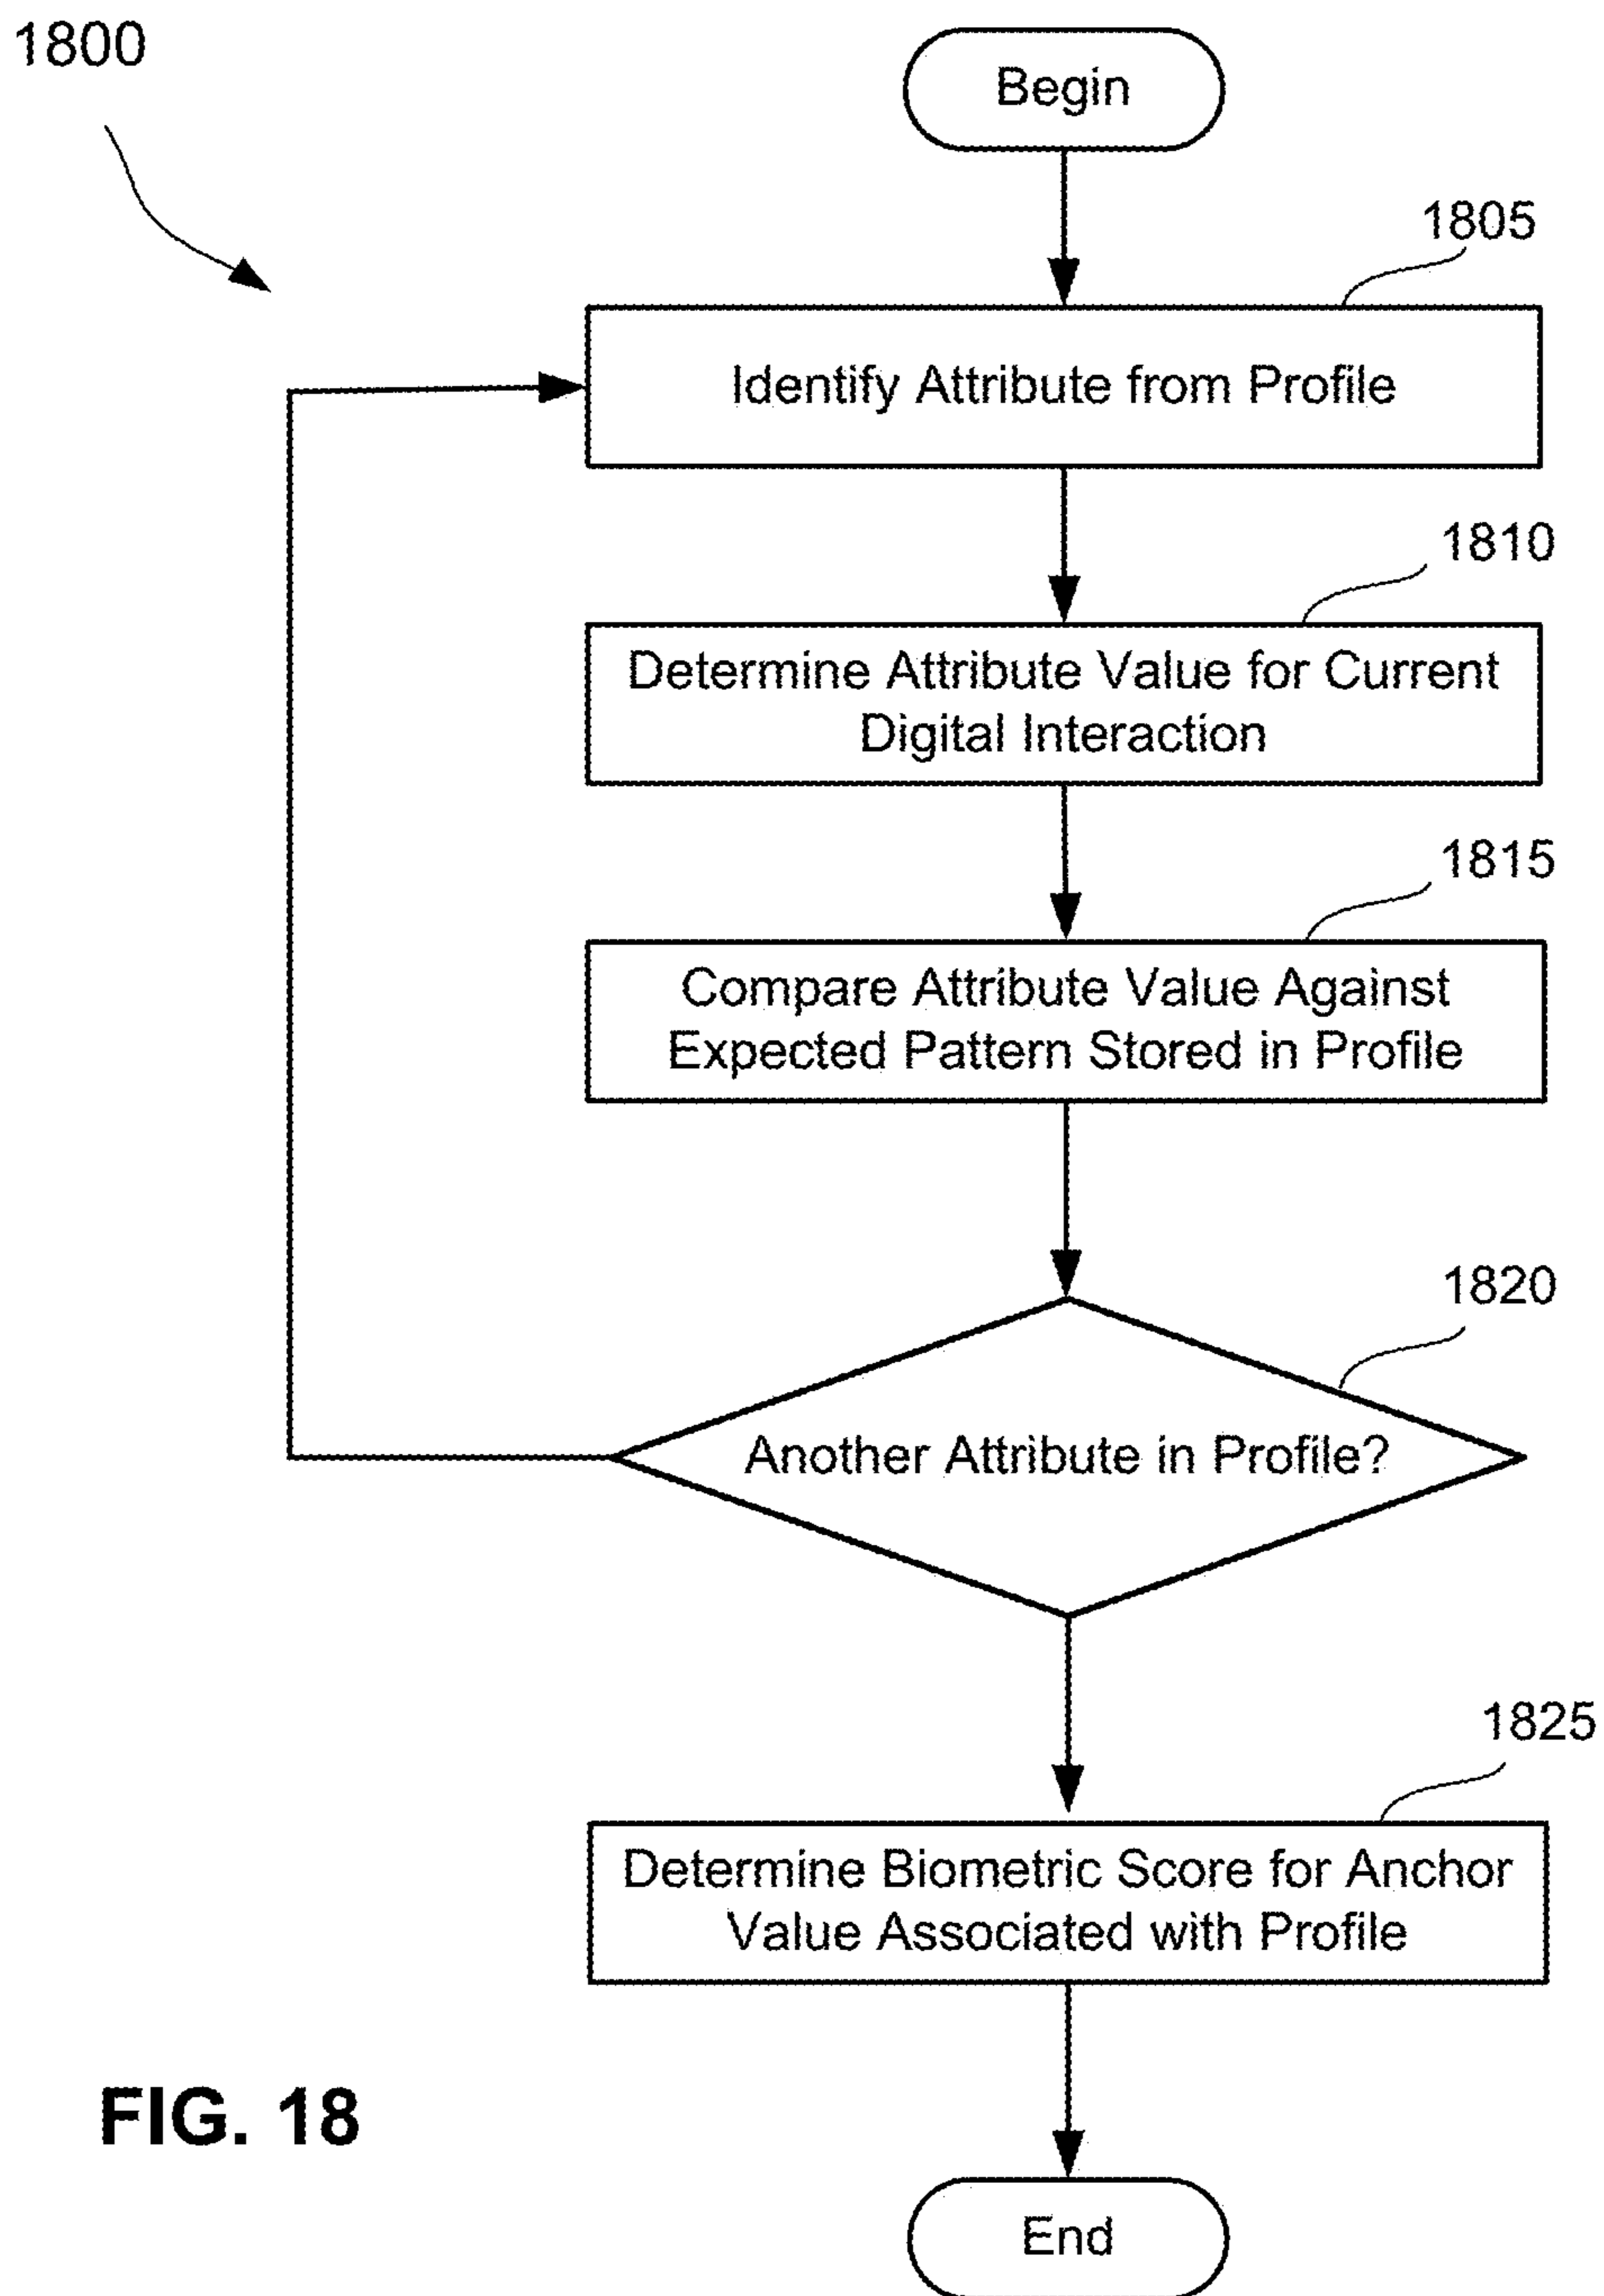 1800
Begin
1805
Identify Attribute from Profile
1810
Determine Attribute Value for Current
Digital Interaction
1815
Compare Attribute Value Against
Expected Pattern Stored in Profile
1820
Another Attribute in Profile?
1825
Determine Biometric Score for Anchor
Value Associated with Profile
FIG. 18
End